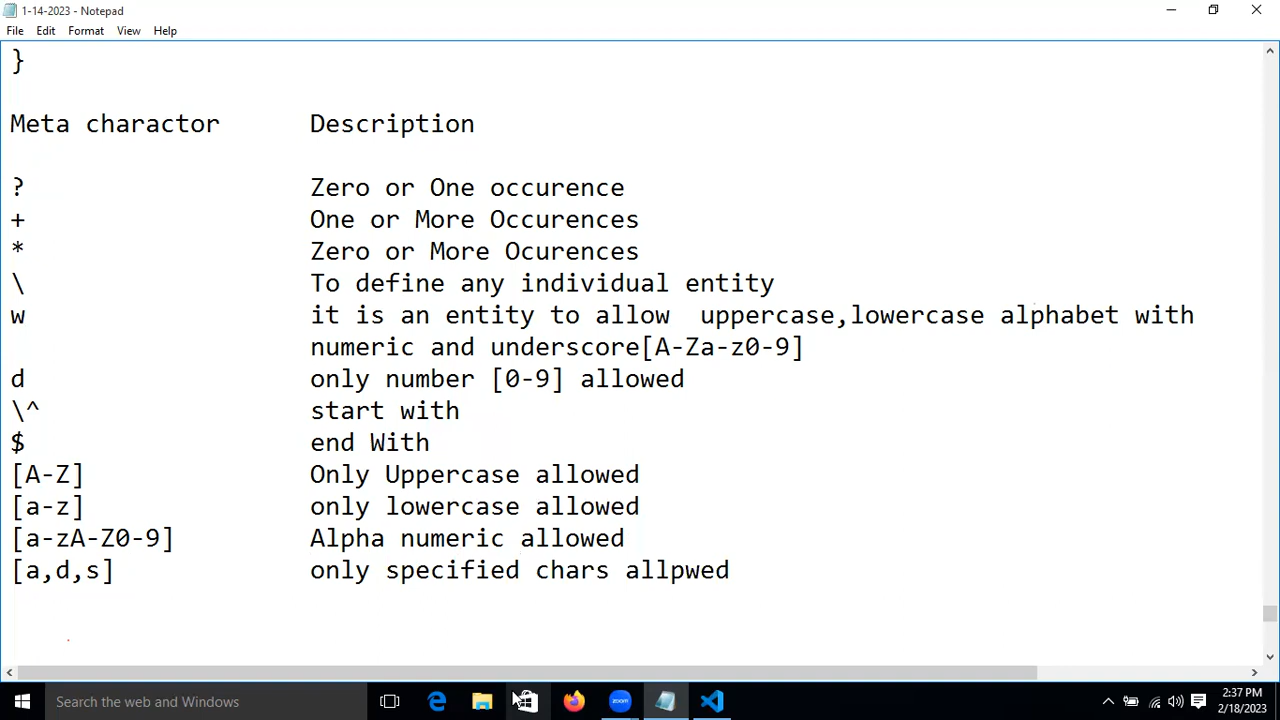 1-14-2023 - Notepad
File Edit Format View Help
}
Meta charactor Description
? Zero or One occurence
+ One or More Occurences
* Zero or More Ocurences
\ To define any individual entity
w it is an entity to allow  uppercase,lowercase alphabet with
numeric and underscore[A-Za-z0-9]
d only number [0-9] allowed
\^ start with
$ end With
[A-Z] Only Uppercase allowed
[a-z] only lowercase allowed
[a-zA-Z0-9] Alpha numeric allowed
[a,d,s] only specified chars allpwed
Search the web and Windows
zoom
2:37 PM
2/18/2023